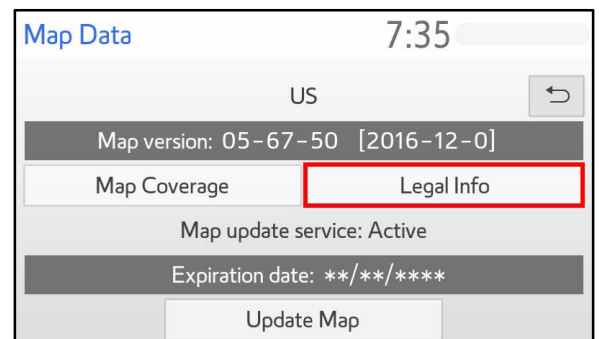 Map Data 7:35
US
Map version: 05-67-50 [2016-12-0]
Map Coverage Legal Info
Map update service: Active
Expiration date: **/**/****
Update Map